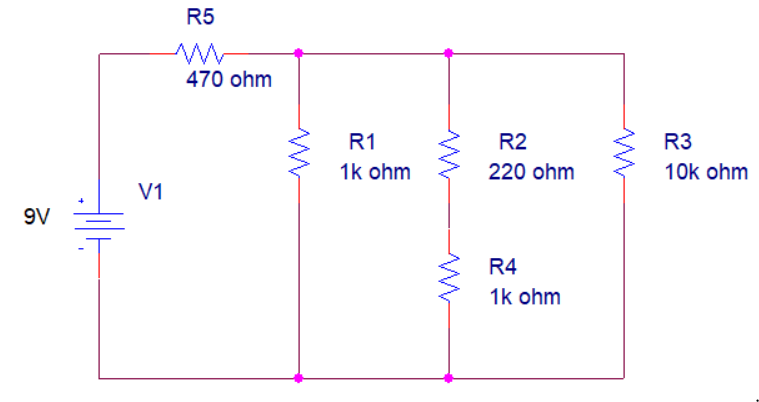 R5
470 ohm
R1
1k ohm
R2
220 ohm
R3
10k ohm
V1
9V
+
-
R4
1k ohm
.